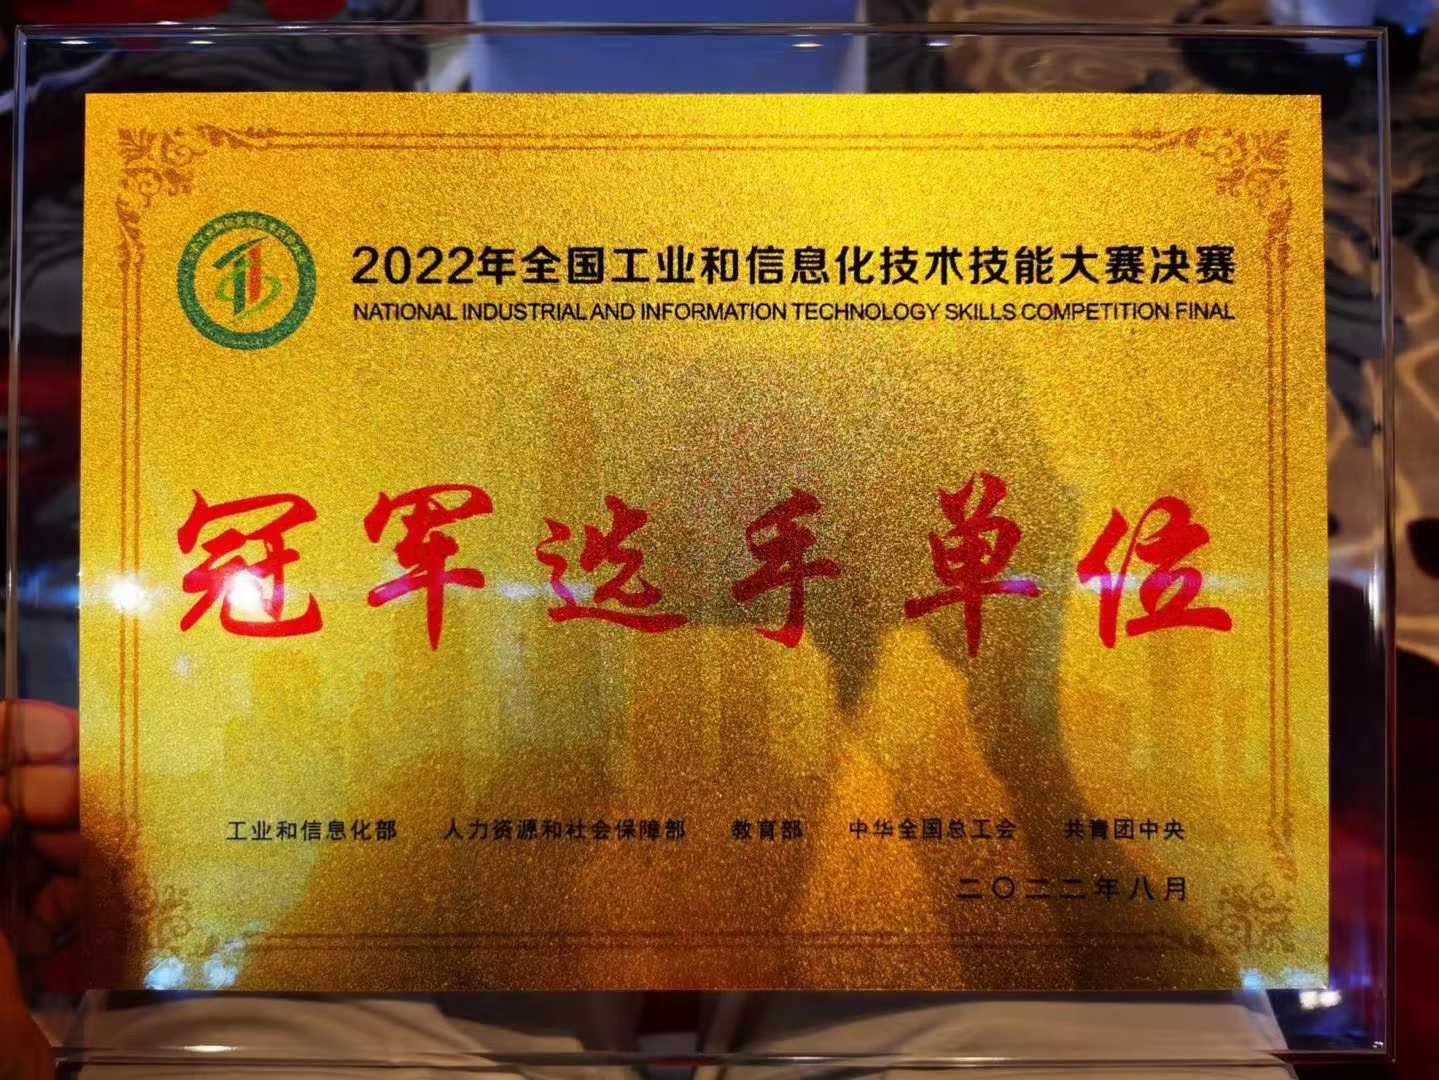 2022年全国工业和信息化技术技能大赛决赛
NATIONAL INDUSTRIAL AND INFORMATION TECHNOLOGY SKILLS COMPETITION FINAL
冠军选手单位
工业和信息化部 人力资源和社会保障部 教育部 中华全国总工会 共青团中央
二〇二二年八月